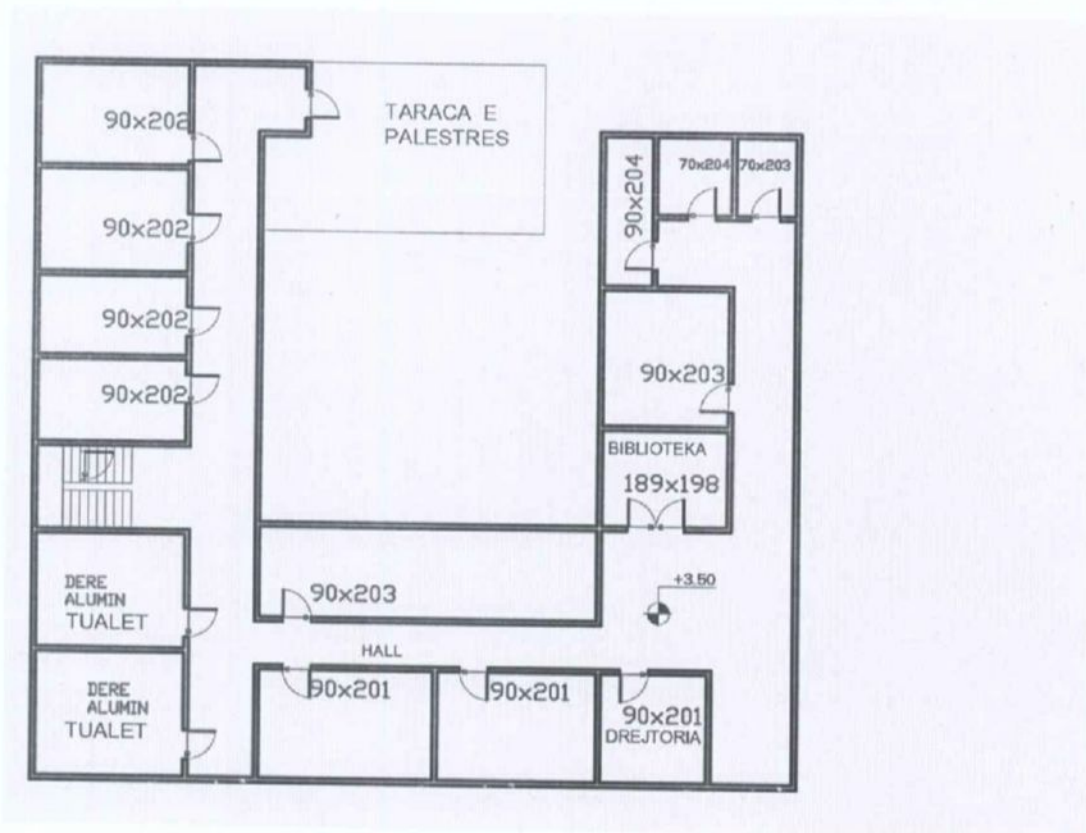 90x202
TARACA E
PALESTRES
90x204
70x204
70x203
90x202
90x202
90x203
90x202
BIBLIOTEKA
189x198
DERE
ALUMIN
TUALET
90x203
+3.50
HALL
DERE
ALUMIN
TUALET
90x201
90x201
90x201
DREJTORIA